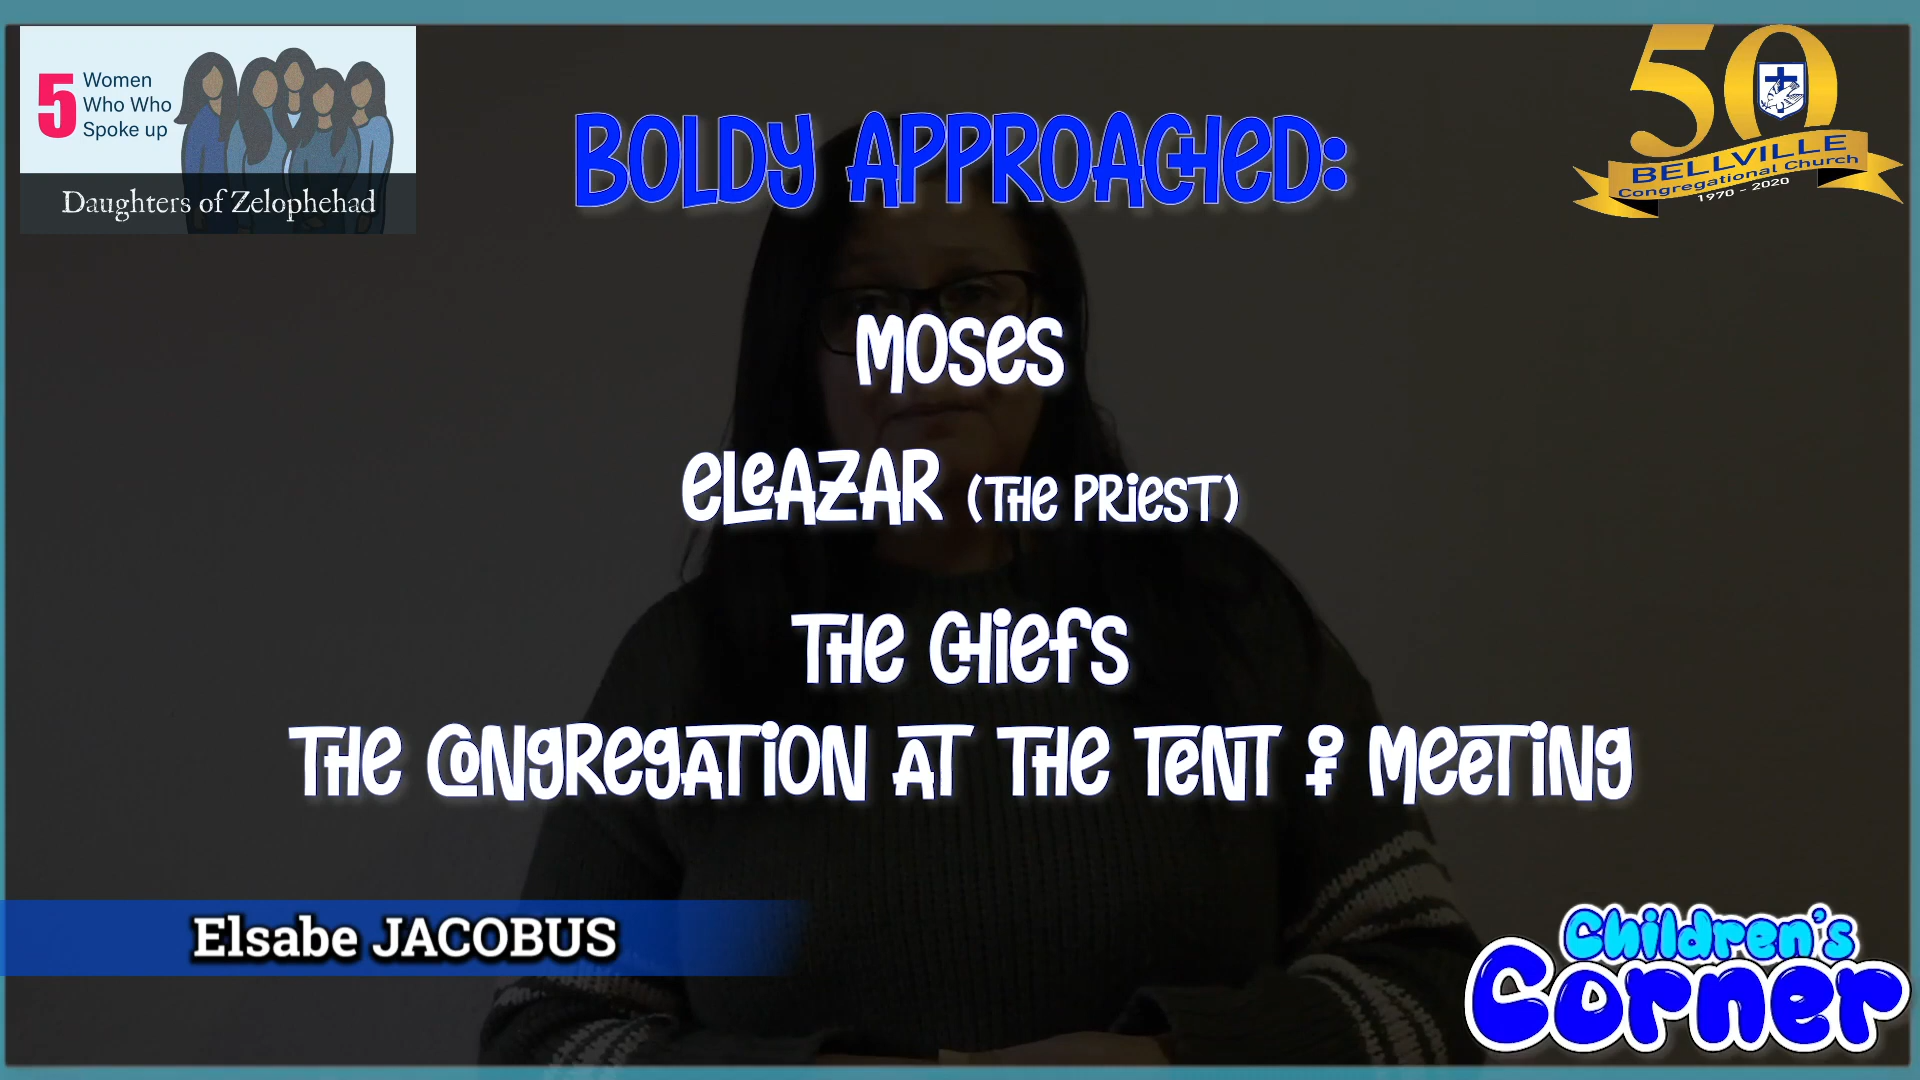 5 Women
Who Who
Spoke up
Daughters of Zelophehad
BOLDY APPROACHED:
50
BELLVILLE
Congregational Church
1970 - 2020
MOSES
ELEAZAR (THE PRIEST)
THE CHIEFS
THE CONGREGATION AT THE TENT OF MEETING
Elsabe JACOBUS
Children's
Corner